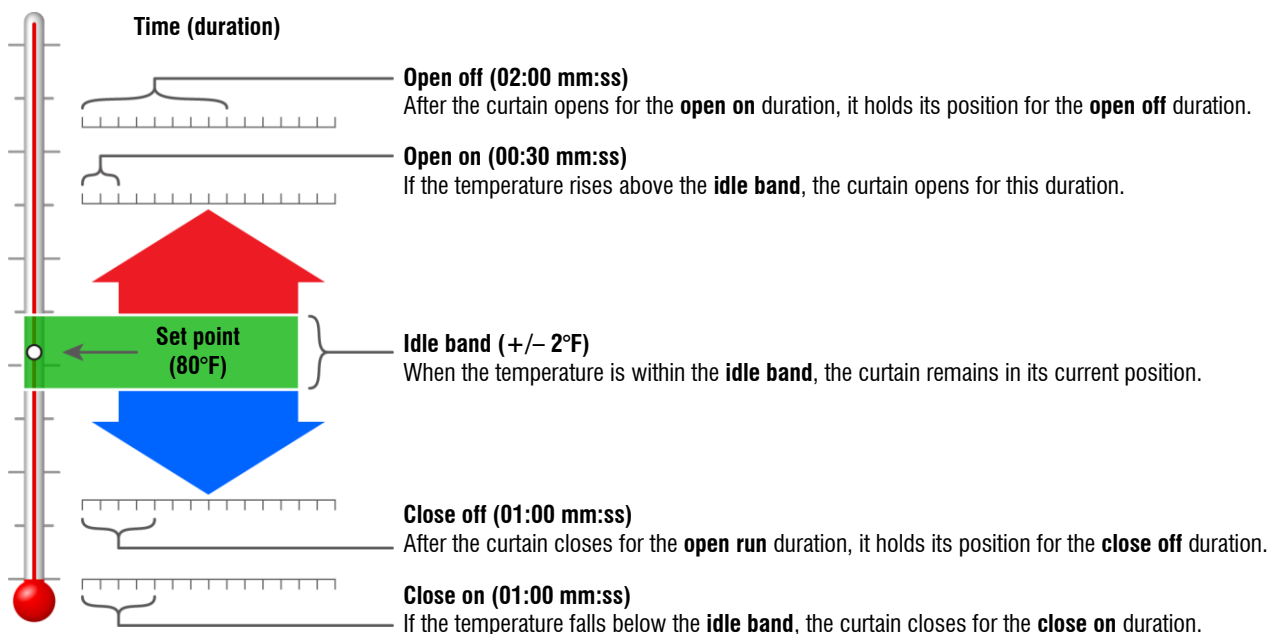 Time (duration)
Open off (02:00 mm:ss)
After the curtain opens for the open on duration, it holds its position for the open off duration.
Open on (00:30 mm:ss)
If the temperature rises above the idle band, the curtain opens for this duration.
Set point
(80°F)
Idle band (+/– 2°F)
When the temperature is within the idle band, the curtain remains in its current position.
Close off (01:00 mm:ss)
After the curtain closes for the open run duration, it holds its position for the close off duration.
Close on (01:00 mm:ss)
If the temperature falls below the idle band, the curtain closes for the close on duration.